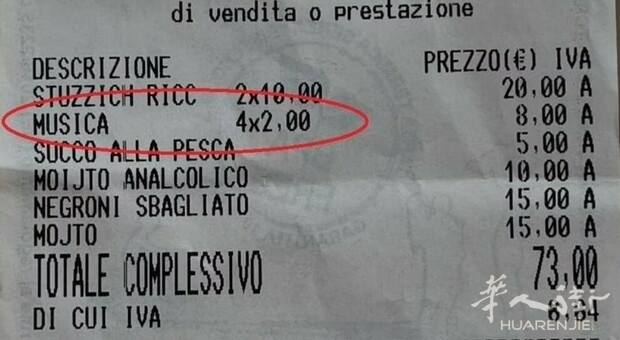 di vendita o prestazione
DESCRIZIONE PREZZO(€) IVA
STUZZICH RICC 2x10,00 20,00 A
MUSICA 4x2,00 8,00 A
SUCCO ALLA PESCA 5,00 A
MOIJTO ANALCOLICO 10,00 A
NEGRONI SBAGLIATO 15,00 A
MOJTO 15,00 A
TOTALE COMPLESSIVO 73,00
DI CUI IVA 6,64
华人街
HUARENJIE